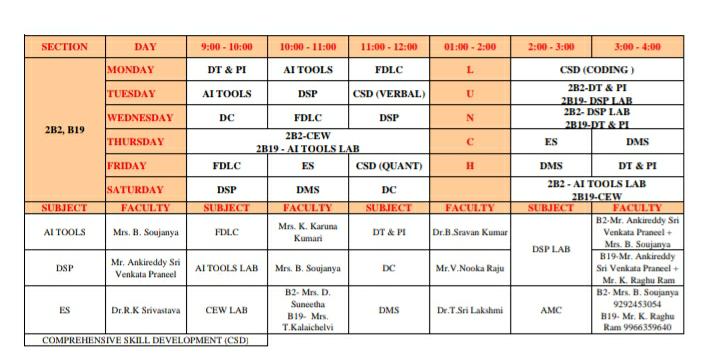 SECTION DAY 9:00 - 10:00 10:00 - 11:00 11:00 - 12:00 01:00 - 2:00 2:00 - 3:00 3:00 - 4:00
2B2, B19
MONDAY DT & PI AI TOOLS FDLC L CSD (CODING )
TUESDAY AI TOOLS DSP CSD (VERBAL) U 2B2-DT & PI
2B19- DSP LAB
WEDNESDAY DC FDLC DSP N 2B2- DSP LAB
2B19-DT & PI
THURSDAY 2B2-CEW
2B19 - AI TOOLS LAB
C ES DMS
FRIDAY FDLC ES CSD (QUANT) H DMS DT & PI
SATURDAY DSP DMS DC 2B2 - AI TOOLS LAB
2B19-CEW
SUBJECT FACULTY SUBJECT FACULTY SUBJECT FACULTY SUBJECT FACULTY
AI TOOLS Mrs. B. Soujanya FDLC Mrs. K. Karuna
Kumari
DT & PI Dr.B.Sravan Kumar
DSP LAB
B2-Mr. Ankireddy Sri
Venkata Praneel +
Mrs. B. Soujanya
DSP Mr. Ankireddy Sri
Venkata Praneel
AI TOOLS LAB Mrs. B. Soujanya DC Mr.V.Nooka Raju
B19-Mr. Ankireddy
Sri Venkata Praneel +
Mr. K. Raghu Ram
ES Dr.R.K Srivastava CEW LAB B2- Mrs. D.
Suneetha
B19- Mrs.
T.Kalaichelvi
DMS Dr.T.Sri Lakshmi AMC
B2- Mrs. B. Soujanya
9292453054
B19- Mr. K. Raghu
Ram 9966359640
COMPREHENSIVE SKILL DEVELOPMENT (CSD)